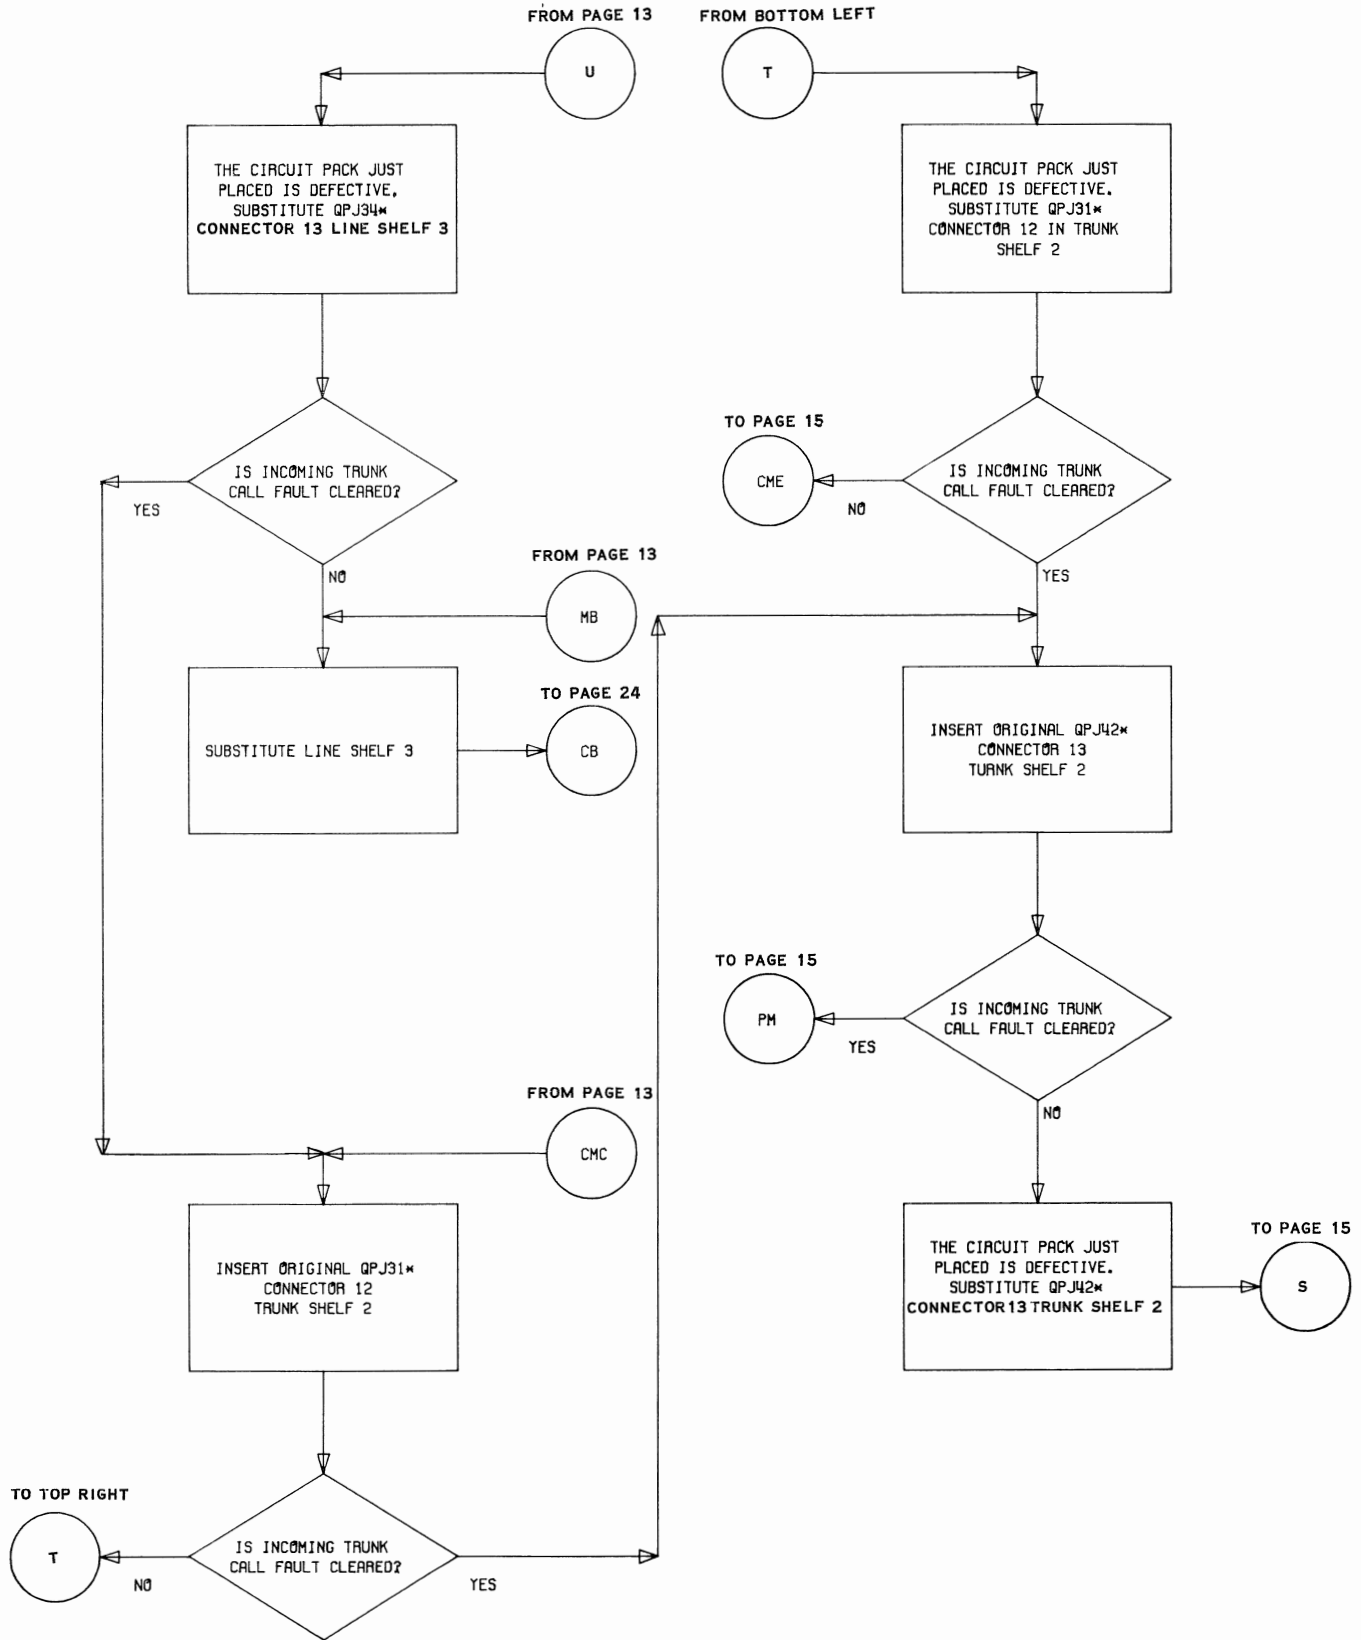 FROM PAGE 13
U
THE CIRCUIT PACK JUST
PLACED IS DEFECTIVE.
SUBSTITUTE QPJ34*
CONNECTOR 13 LINE SHELF 3
IS INCOMING TRUNK
CALL FAULT CLEARED?
YES
NO
FROM PAGE 13
MB
SUBSTITUTE LINE SHELF 3
TO PAGE 24
CB
FROM PAGE 13
CMC
INSERT ORIGINAL QPJ31*
CONNECTOR 12
TRUNK SHELF 2
IS INCOMING TRUNK
CALL FAULT CLEARED?
TO TOP RIGHT
T
NO
YES
FROM BOTTOM LEFT
T
THE CIRCUIT PACK JUST
PLACED IS DEFECTIVE.
SUBSTITUTE QPJ31*
CONNECTOR 12 IN TRUNK
SHELF 2
IS INCOMING TRUNK
CALL FAULT CLEARED?
TO PAGE 15
CME
NO
YES
INSERT ORIGINAL QPJ42*
CONNECTOR 13
TURNK SHELF 2
IS INCOMING TRUNK
CALL FAULT CLEARED?
TO PAGE 15
PM
YES
NO
THE CIRCUIT PACK JUST
PLACED IS DEFECTIVE.
SUBSTITUTE QPJ42*
CONNECTOR 13 TRUNK SHELF 2
TO PAGE 15
S